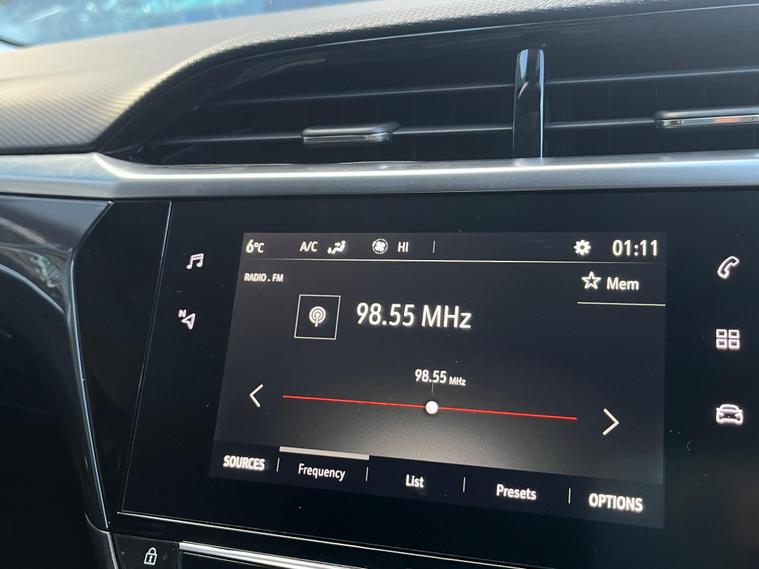 6°C A/C HI 01:11
RADIO . FM
Mem
98.55 MHz
98.55 MHz
SOURCES Frequency List Presets OPTIONS
N